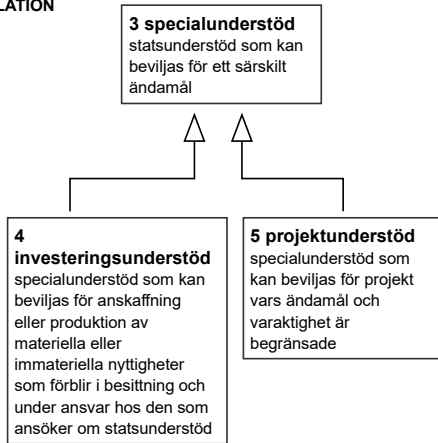 LATION
3 specialunderstöd
statsunderstöd som kan
beviljas för ett särskilt
ändamål
4
investeringsunderstöd
specialunderstöd som kan
beviljas för anskaffning
eller produktion av
materiella eller
immateriella nyttigheter
som förblir i besittning och
under ansvar hos den som
ansöker om statsunderstöd
5 projektunderstöd
specialunderstöd som
kan beviljas för projekt
vars ändamål och
varaktighet är
begränsade